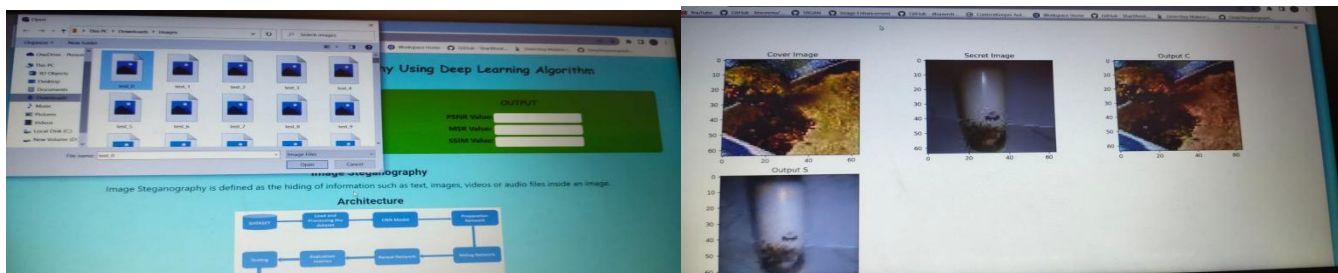 Open
This PC > Downloads > images
Search images
Organize
New folder
This PC
3D Objects
Desktop
Documents
Downloads
Music
Pictures
Videos
Local Disk (C:)
test_0
test_1
test_2
test_3
test_4
test_5
test_6
test_7
test_8
test_9
File name:
test_0
Image Files
Open
Cancel
Workspace Home
GitHub
hy Using Deep Learning Algorithm
OUTPUT
PSNR Value:
MSR Value:
SSIM Value:
Image Steganography
Image Steganography is defined as the hiding of information such as text, images, videos or audio files inside an image.
Architecture
DATASET
Load and
Processing the
dataset
CNN Model
Preparation
Network
Testing
Evaluation
metrics
Reveal Network
Hiding Network
YouTube
GitHub
Image Enhancement
GitHub
Workspace Home
GitHub
Cover Image
Secret Image
Output C
0
10
20
30
40
50
60
0
20
40
60
0
10
20
30
40
50
60
0
20
40
60
0
10
20
30
40
50
60
0
20
40
60
Output S
0
10
20
30
40
50